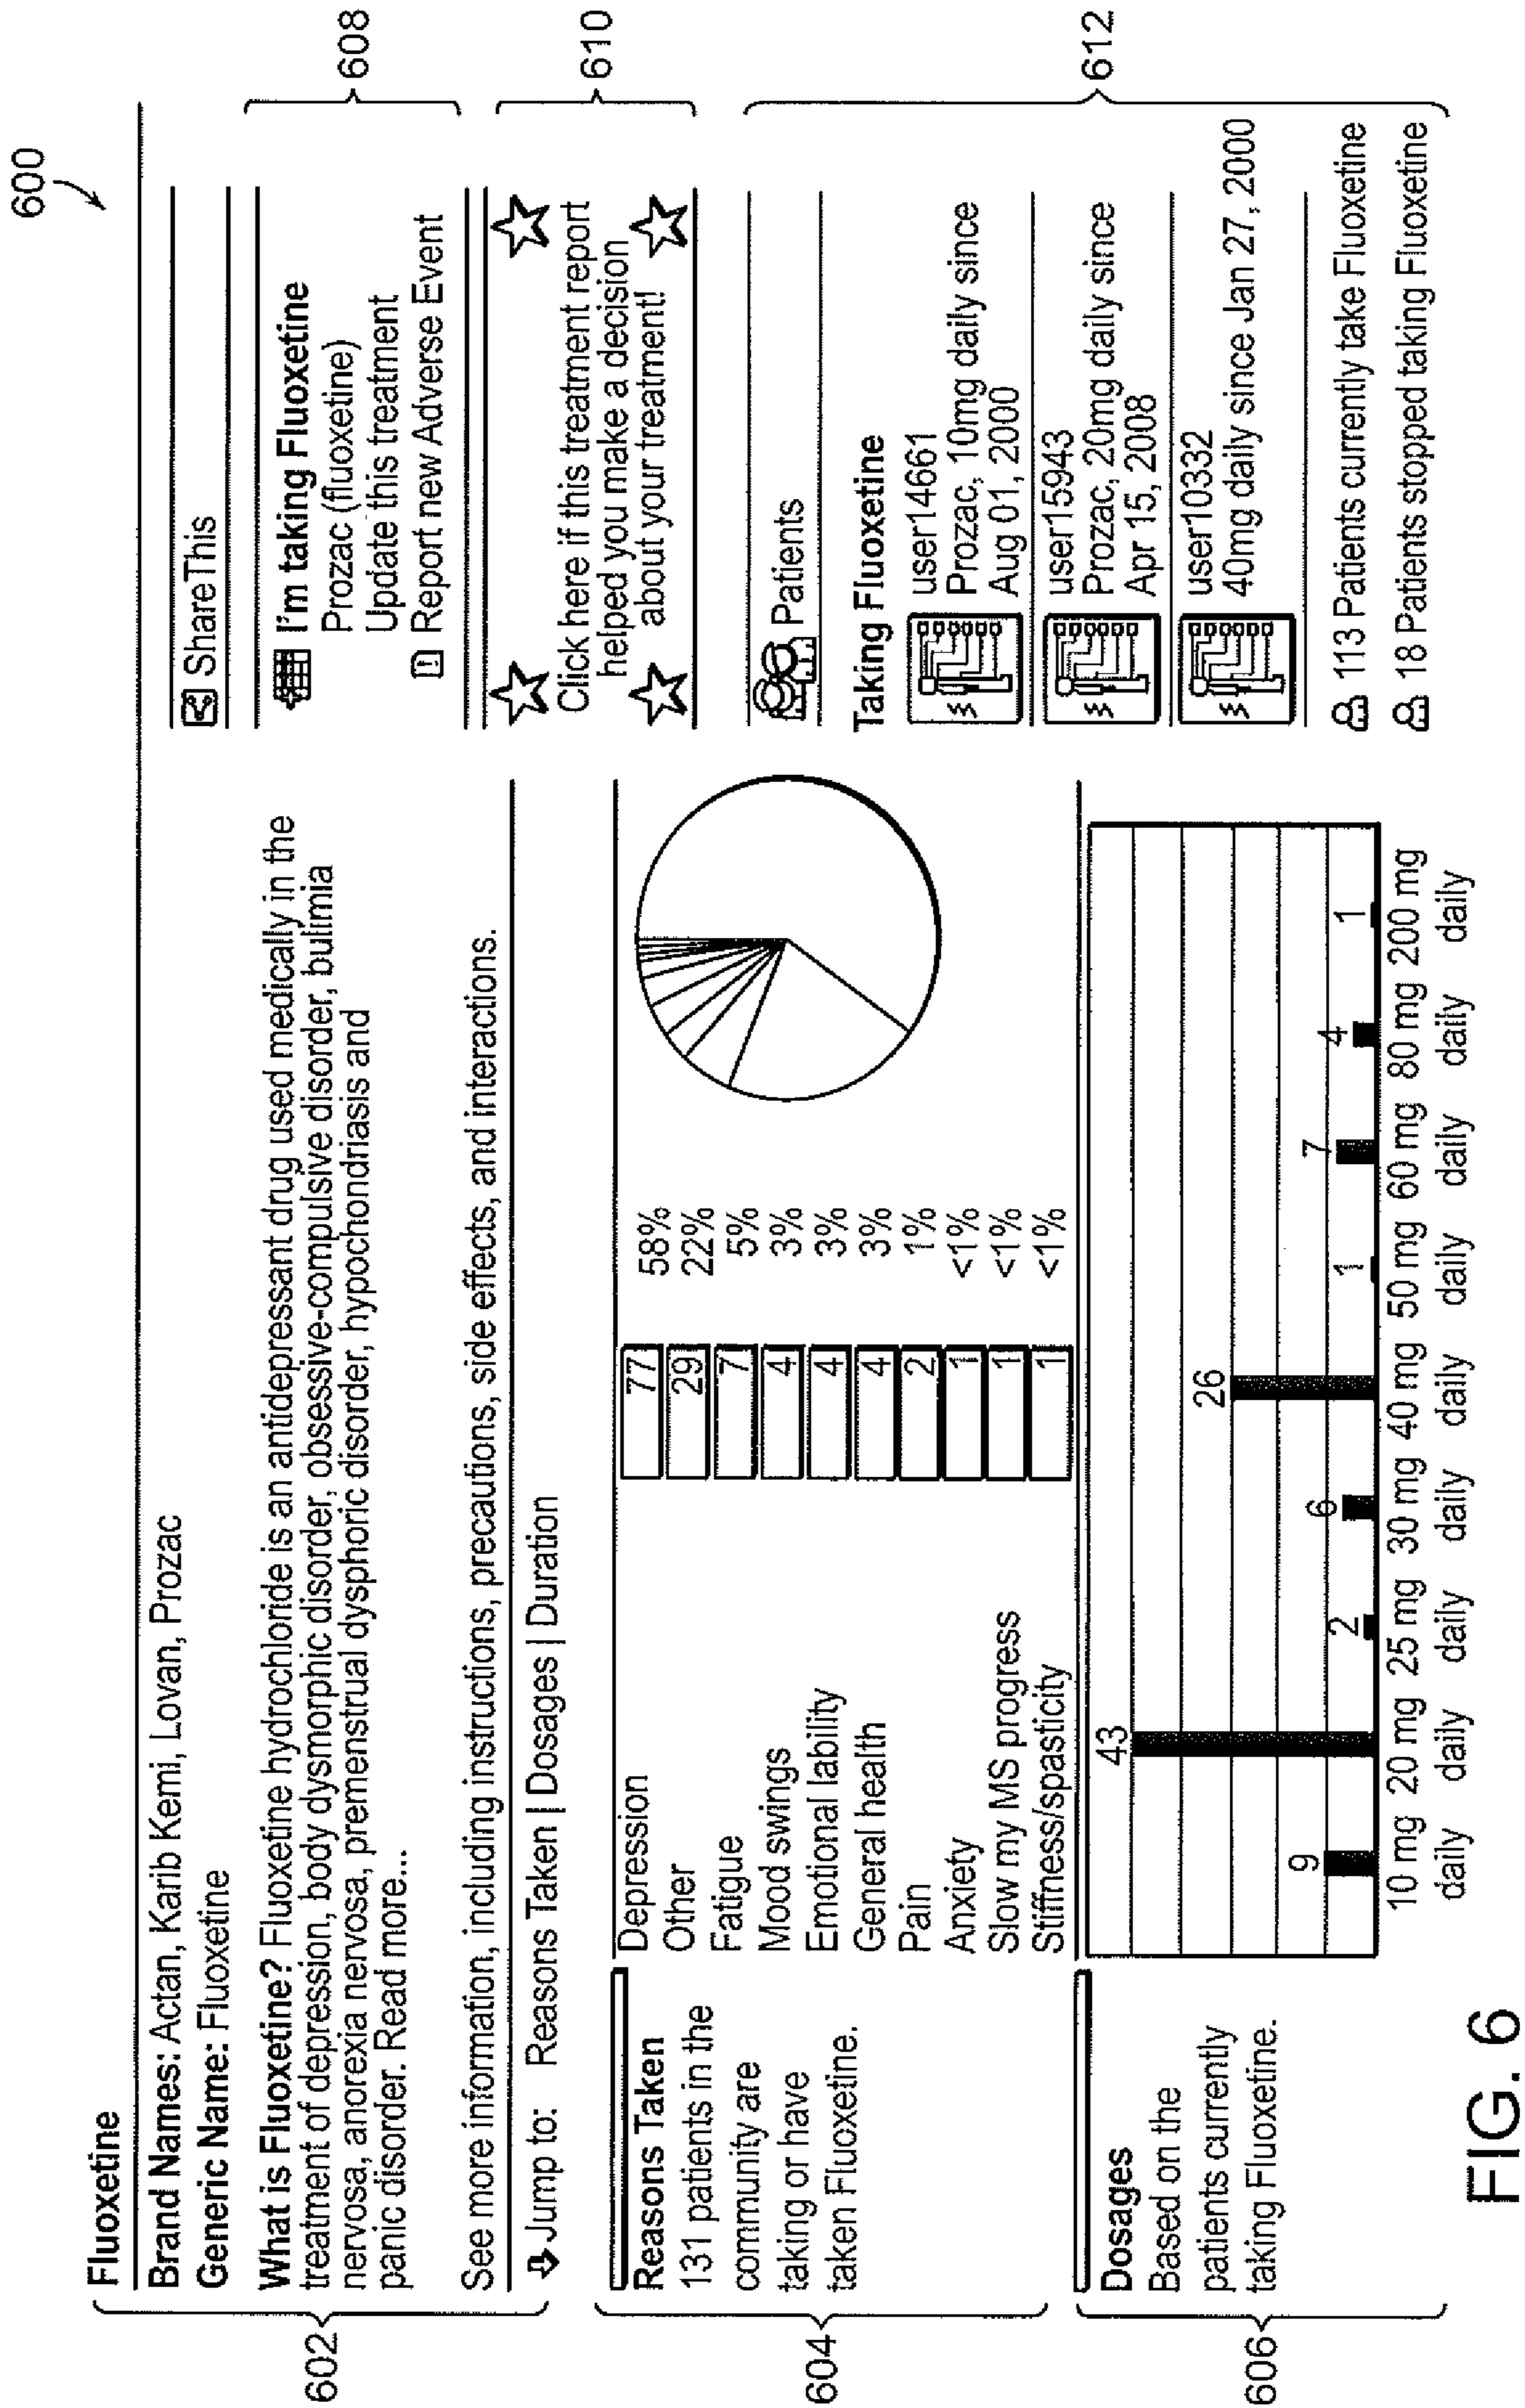 600
Fluoxetine
Brand Names: Actan, Karib Kemi, Lovan, Prozac
Generic Name: Fluoxetine
What is Fluoxetine? Fluoxetine hydrochloride is an antidepressant drug used medically in the
treatment of depression, body dysmorphic disorder, obsessive-compulsive disorder, bulimia
nervosa, anorexia nervosa, premenstrual dysphoric disorder, hypochondriasis and
panic disorder. Read more...
See more information, including instructions, precautions, side effects, and interactions.
Jump to: Reasons Taken | Dosages | Duration
602
Reasons Taken
131 patients in the
community are
taking or have
taken Fluoxetine.
Depression 77 58%
Other 29 22%
Fatigue 7 5%
Mood swings 4 3%
Emotional lability 4 3%
General health 4 3%
Pain 2 1%
Anxiety 1 <1%
Slow my MS progress 1 <1%
Stiffness/spasticity 1 <1%
604
Dosages
Based on the
patients currently
taking Fluoxetine.
9 43 2 6 26 1 7 4 1
10 mg 20 mg 25 mg 30 mg 40 mg 50 mg 60 mg 80 mg 200 mg
daily daily daily daily daily daily daily daily daily
606
ShareThis
I'm taking Fluoxetine
Prozac (fluoxetine)
Update this treatment
Report new Adverse Event
608
Click here if this treatment report
helped you make a decision
about your treatment!
610
Patients
Taking Fluoxetine
user14661
Prozac, 10mg daily since
Aug 01, 2000
user15943
Prozac, 20mg daily since
Apr 15, 2008
user10332
40mg daily since Jan 27, 2000
113 Patients currently take Fluoxetine
18 Patients stopped taking Fluoxetine
612
FIG. 6